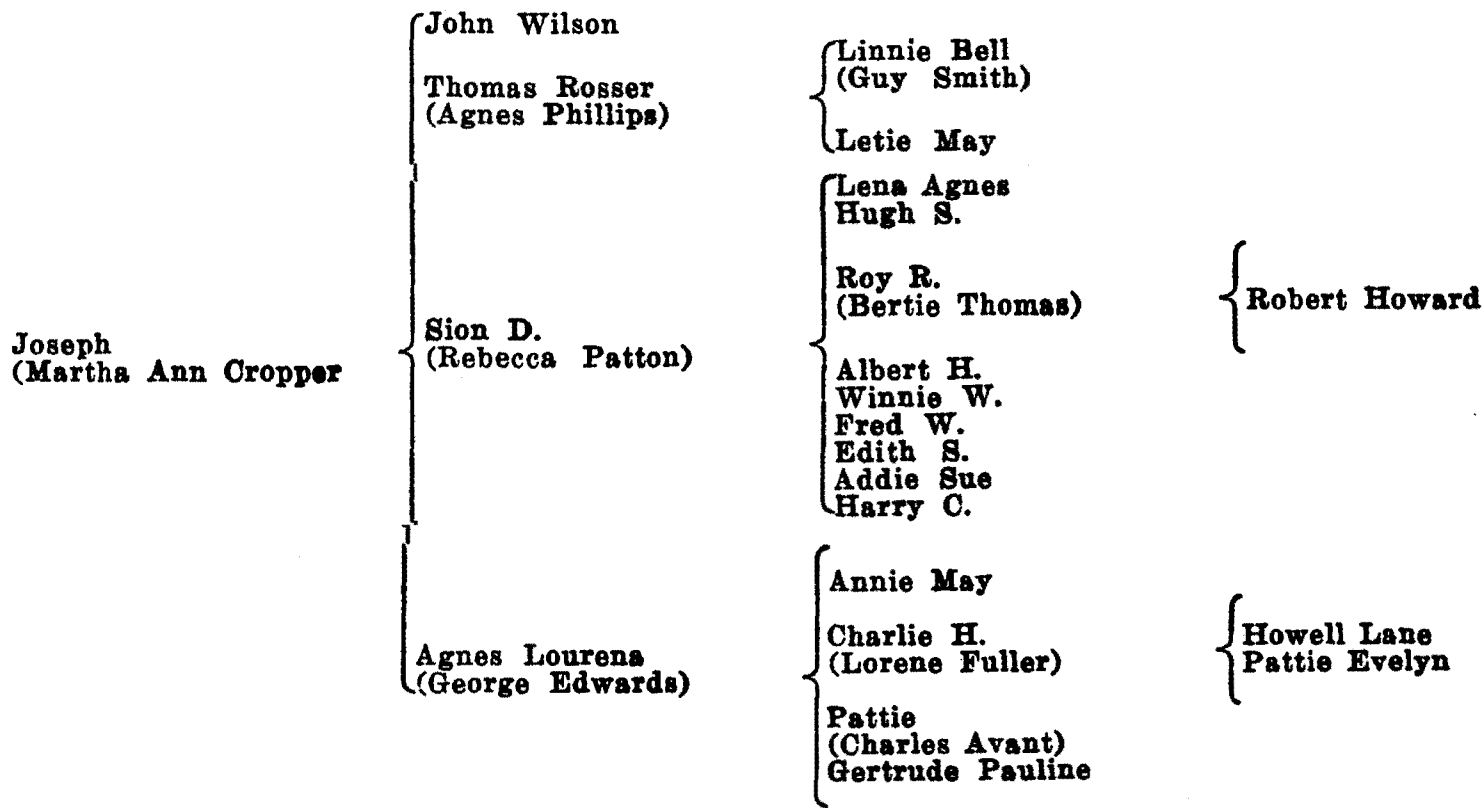 John Wilson
Thomas Rosser
(Agnes Phillips)
Linnie Bell
(Guy Smith)
Letie May
Joseph
(Martha Ann Cropper
Sion D.
(Rebecca Patton)
Lena Agnes
Hugh S.
Roy R.
(Bertie Thomas)
Robert Howard
Albert H.
Winnie W.
Fred W.
Edith S.
Addie Sue
Harry C.
Agnes Lourena
(George Edwards)
Annie May
Charlie H.
(Lorene Fuller)
Howell Lane
Pattie Evelyn
Pattie
(Charles Avant)
Gertrude Pauline